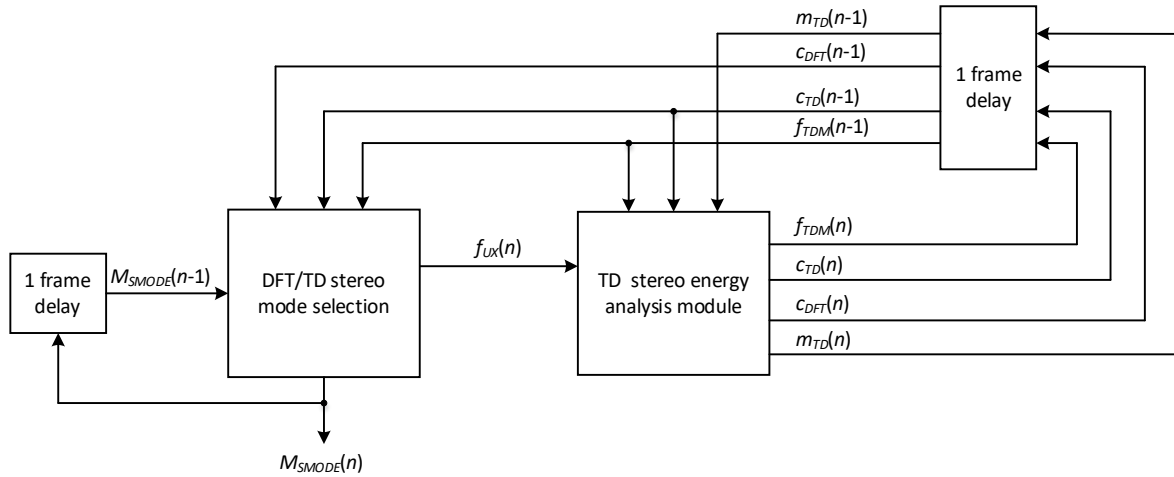 m_TD(n-1)
c_DFT(n-1)
c_TD(n-1)
f_TDM(n-1)
1 frame
delay
1 frame
delay
M_SMODE(n-1)
DFT/TD stereo
mode selection
f_UX(n)
TD stereo energy
analysis module
f_TDM(n)
c_TD(n)
c_DFT(n)
m_TD(n)
M_SMODE(n)